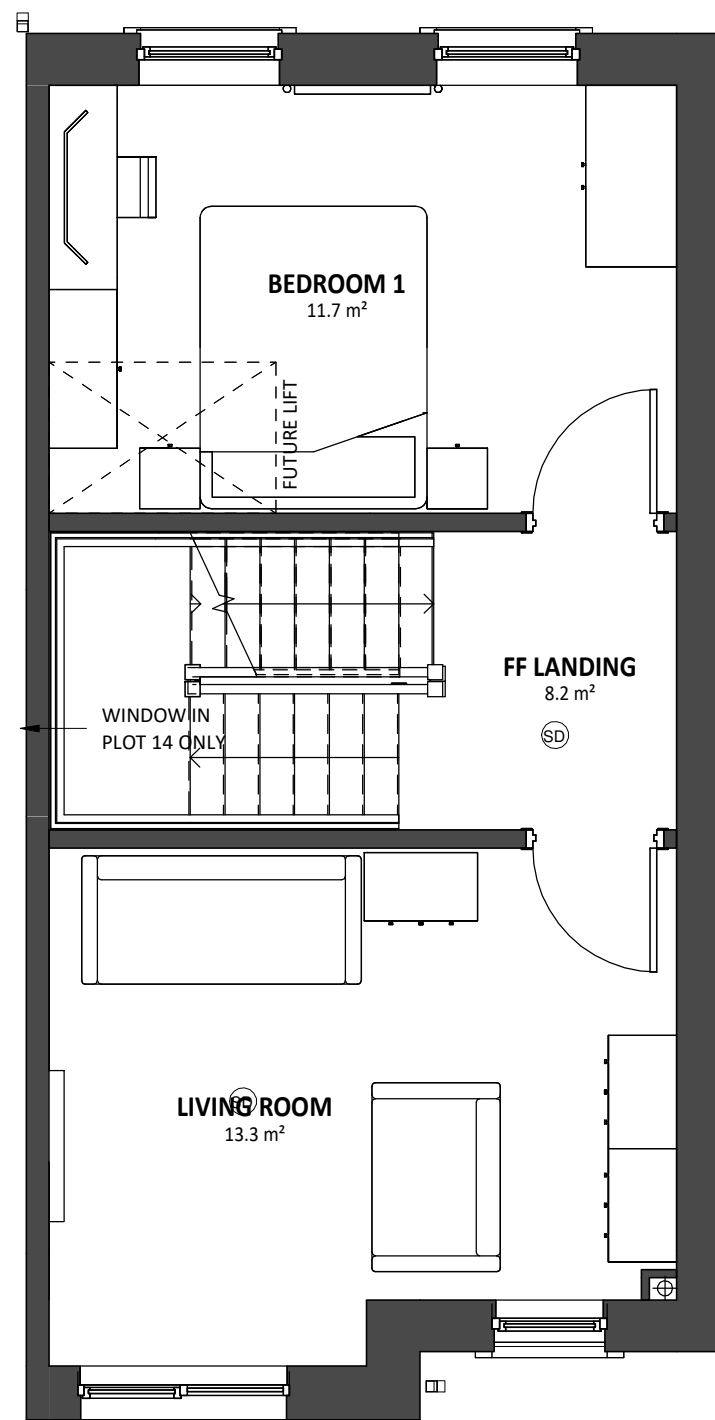 BEDROOM 1
11.7 m²
FUTURE LIFT
FF LANDING
8.2 m²
SD
WINDOW IN
PLOT 14 ONLY
SD
LIVING ROOM
13.3 m²